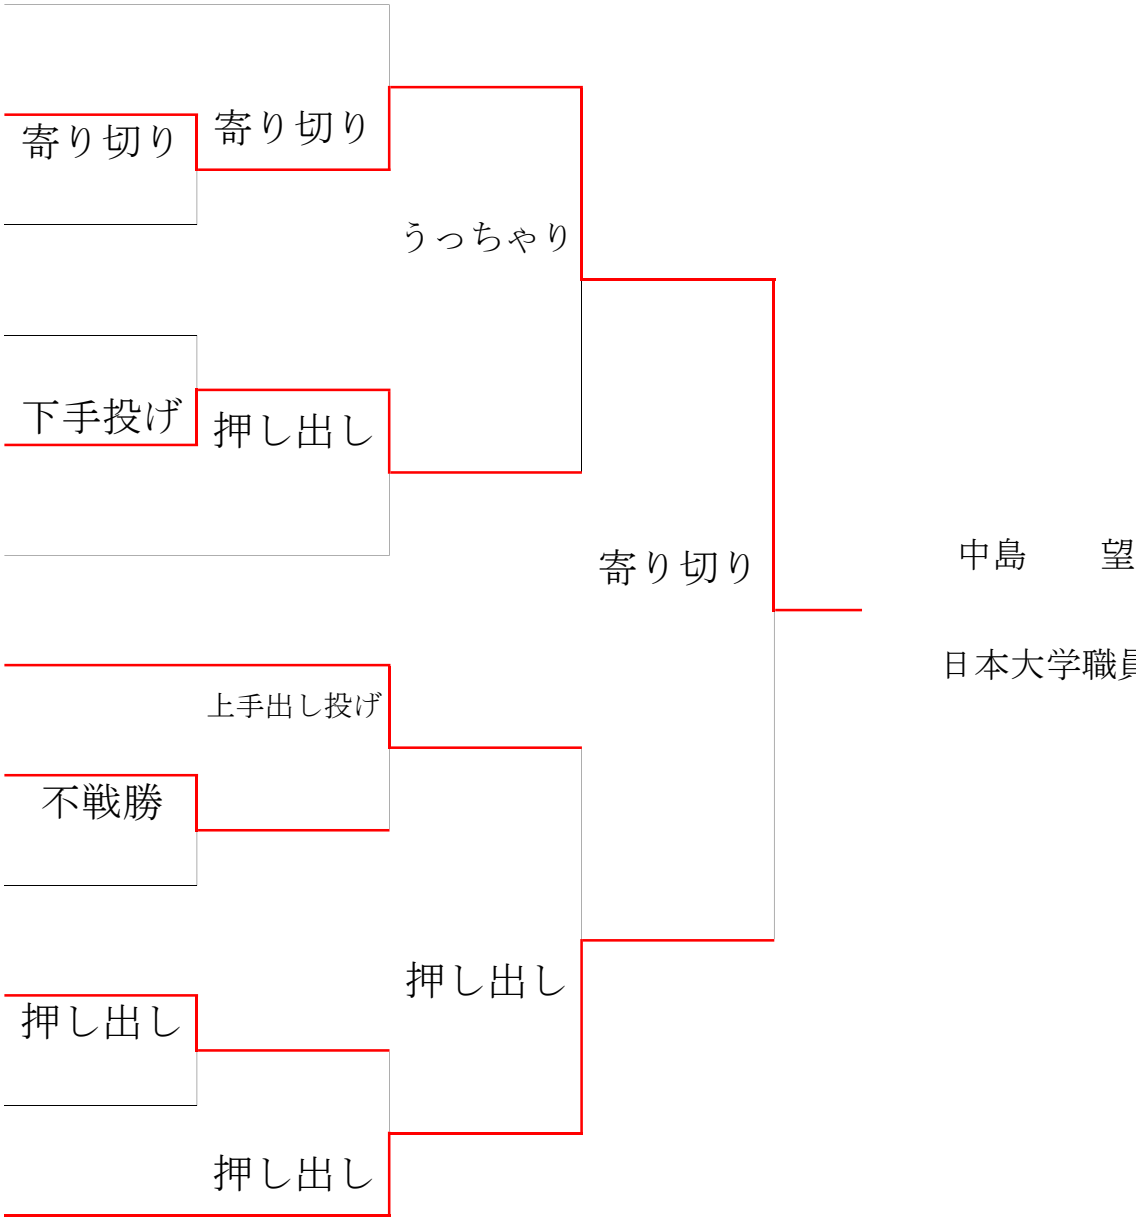 寄り切り
寄り切り
うっちゃり
下手投げ
押し出し
寄り切り
中島 望
日本大学職員
上手出し投げ
不戦勝
押し出し
押し出し
押し出し